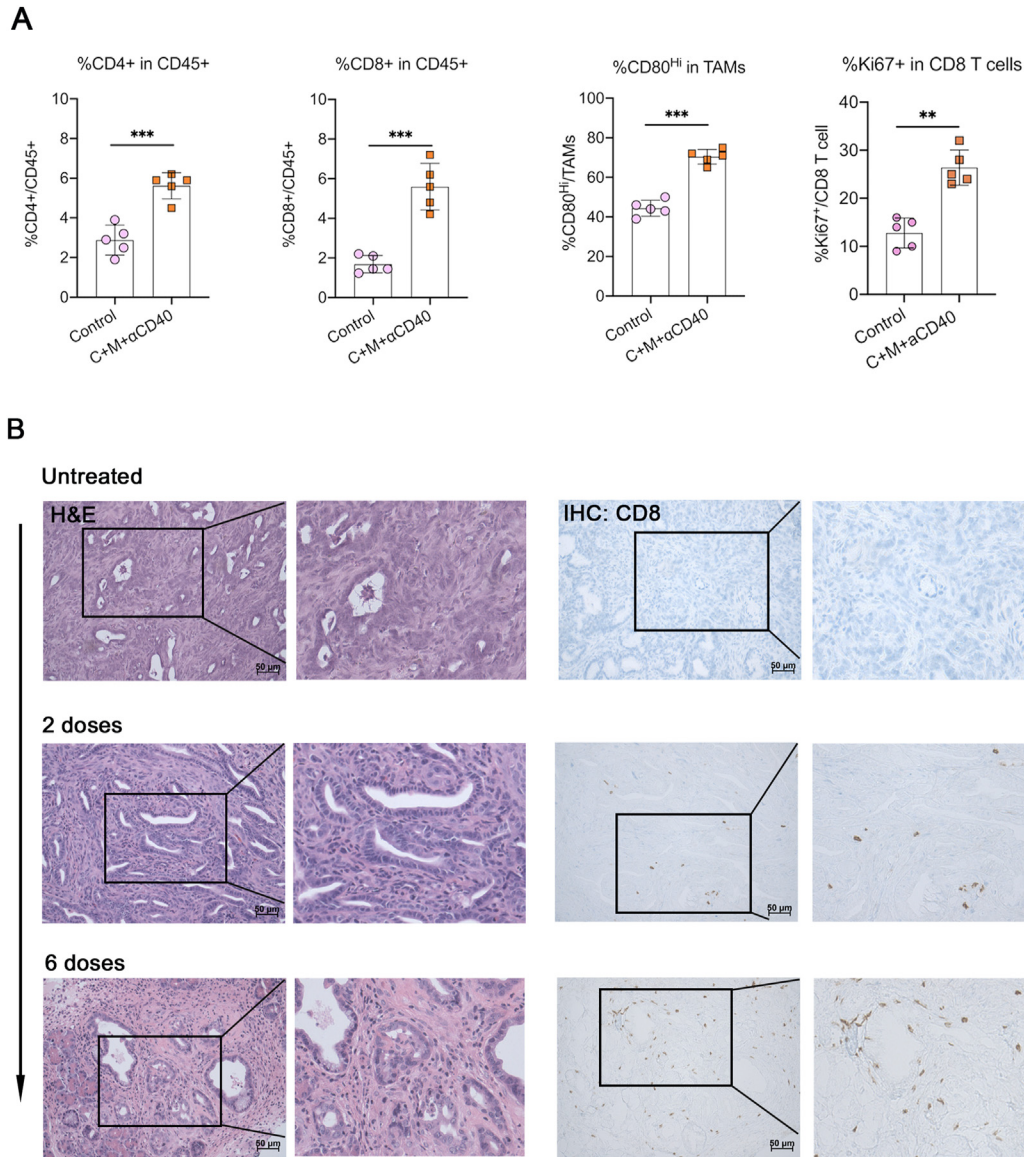 A
%CD4+ in CD45+
%CD8+ in CD45+
%CD80Hi in TAMs
%Ki67+ in CD8 T cells
%CD4+/CD45+
10
8
6
4
2
0
***
Control
C+M+αCD40
%CD8+/CD45+
10
8
6
4
2
0
***
Control
C+M+αCD40
%CD80Hi/TAMs
100
80
60
40
20
0
***
Control
C+M+αCD40
%Ki67+/CD8 T cell
40
30
20
10
0
**
Control
C+M+aCD40
B
Untreated
H&E
50 µm
IHC: CD8
50 µm
2 doses
50 µm
50 µm
6 doses
50 µm
50 µm